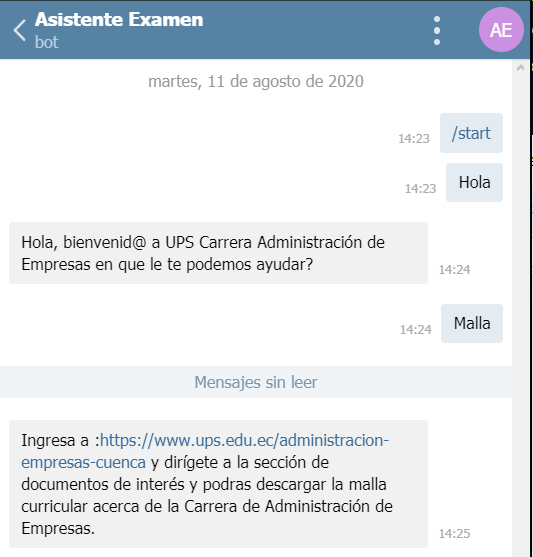 Asistente Examen
bot
AE
martes, 11 de agosto de 2020
14:23
/start
14:23
Hola
Hola, bienvenid@ a UPS Carrera Administración de
Empresas en que le te podemos ayudar?
14:24
14:24
Malla
Mensajes sin leer
Ingresa a :https://www.ups.edu.ec/administracion-
empresas-cuenca y dirígete a la sección de
documentos de interés y podras descargar la malla
curricular acerca de la Carrera de Administración de
Empresas.
14:25